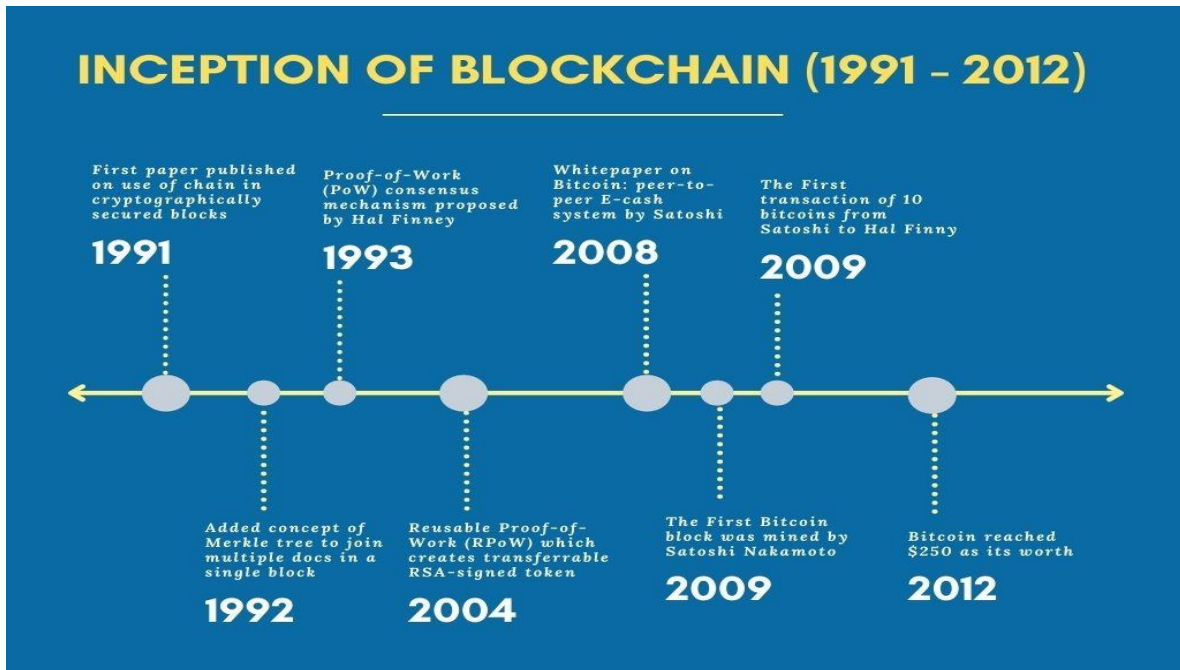 INCEPTION OF BLOCKCHAIN (1991 – 2012)
First paper published
on use of chain in
cryptographically
secured blocks
1991
Proof-of-Work
(PoW) consensus
mechanism proposed
by Hal Finney
1993
Whitepaper on
Bitcoin: peer-to-
peer E-cash
system by Satoshi
2008
The First
transaction of 10
bitcoins from
Satoshi to Hal Finny
2009
Added concept of
Merkle tree to join
multiple docs in a
single block
1992
Reusable Proof-of-
Work (RPoW) which
creates transferrable
RSA-signed token
2004
The First Bitcoin
block was mined by
Satoshi Nakamoto
2009
Bitcoin reached
$250 as its worth
2012